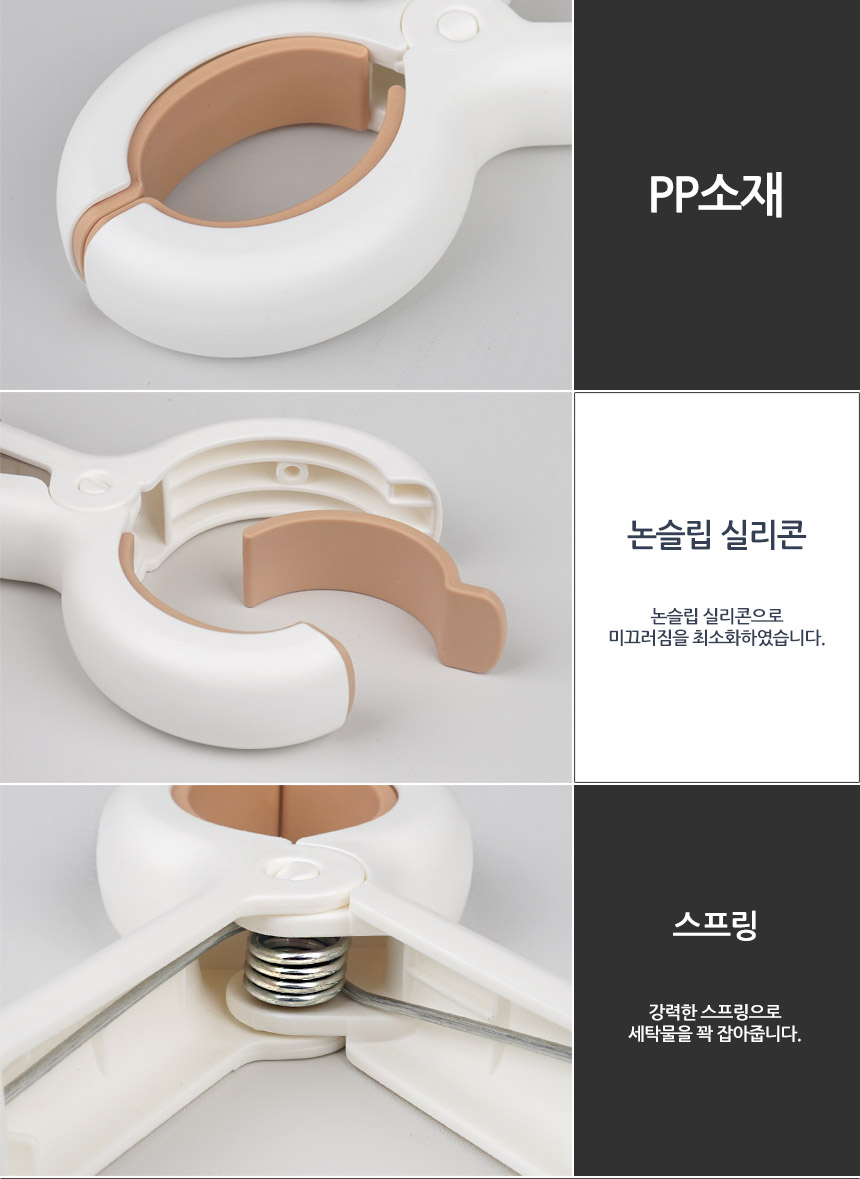 PP소재
논슬립 실리콘
논슬립 실리콘으로
미끄러짐을 최소화하였습니다.
스프링
강력한 스프링으로
세탁물을 꽉 잡아줍니다.